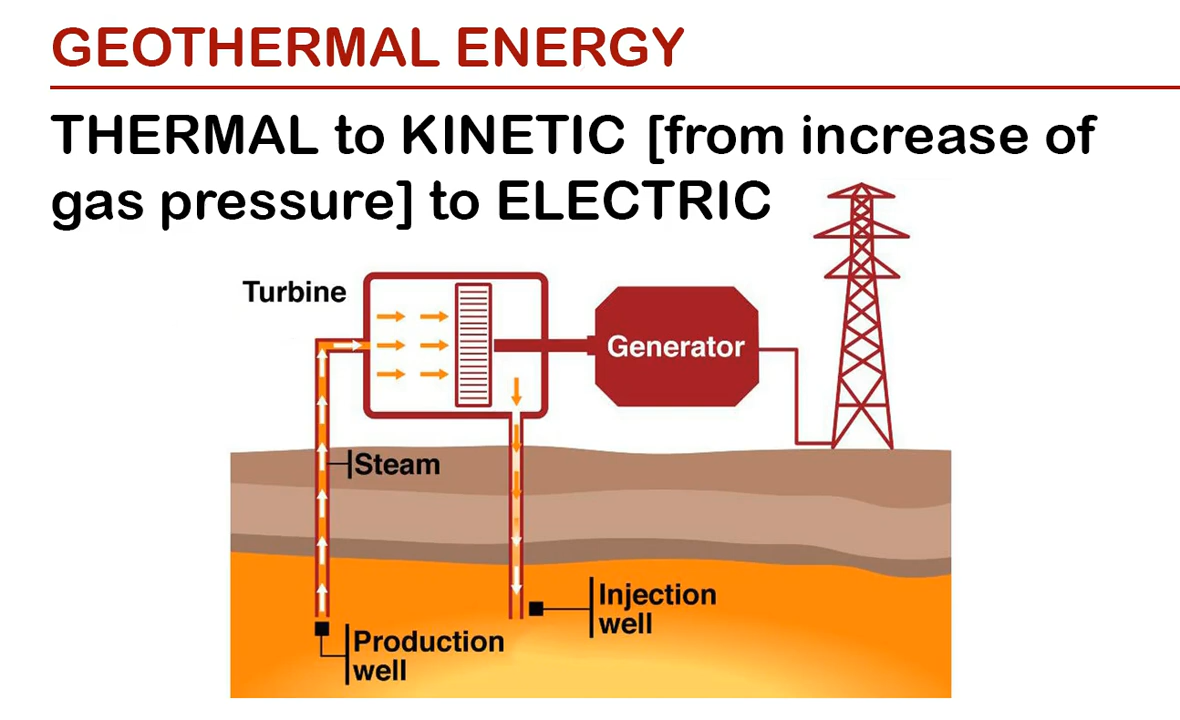 GEOTHERMAL ENERGY
THERMAL to KINETIC [from increase of
gas pressure] to ELECTRIC
Turbine
Generator
Steam
Injection
well
Production
well